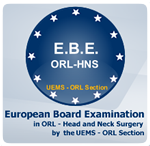 E.B.E.
ORL-HNS
UEMS - ORL Section
European Board Examination
in ORL - Head and Neck Surgery
by the UEMS - ORL Section